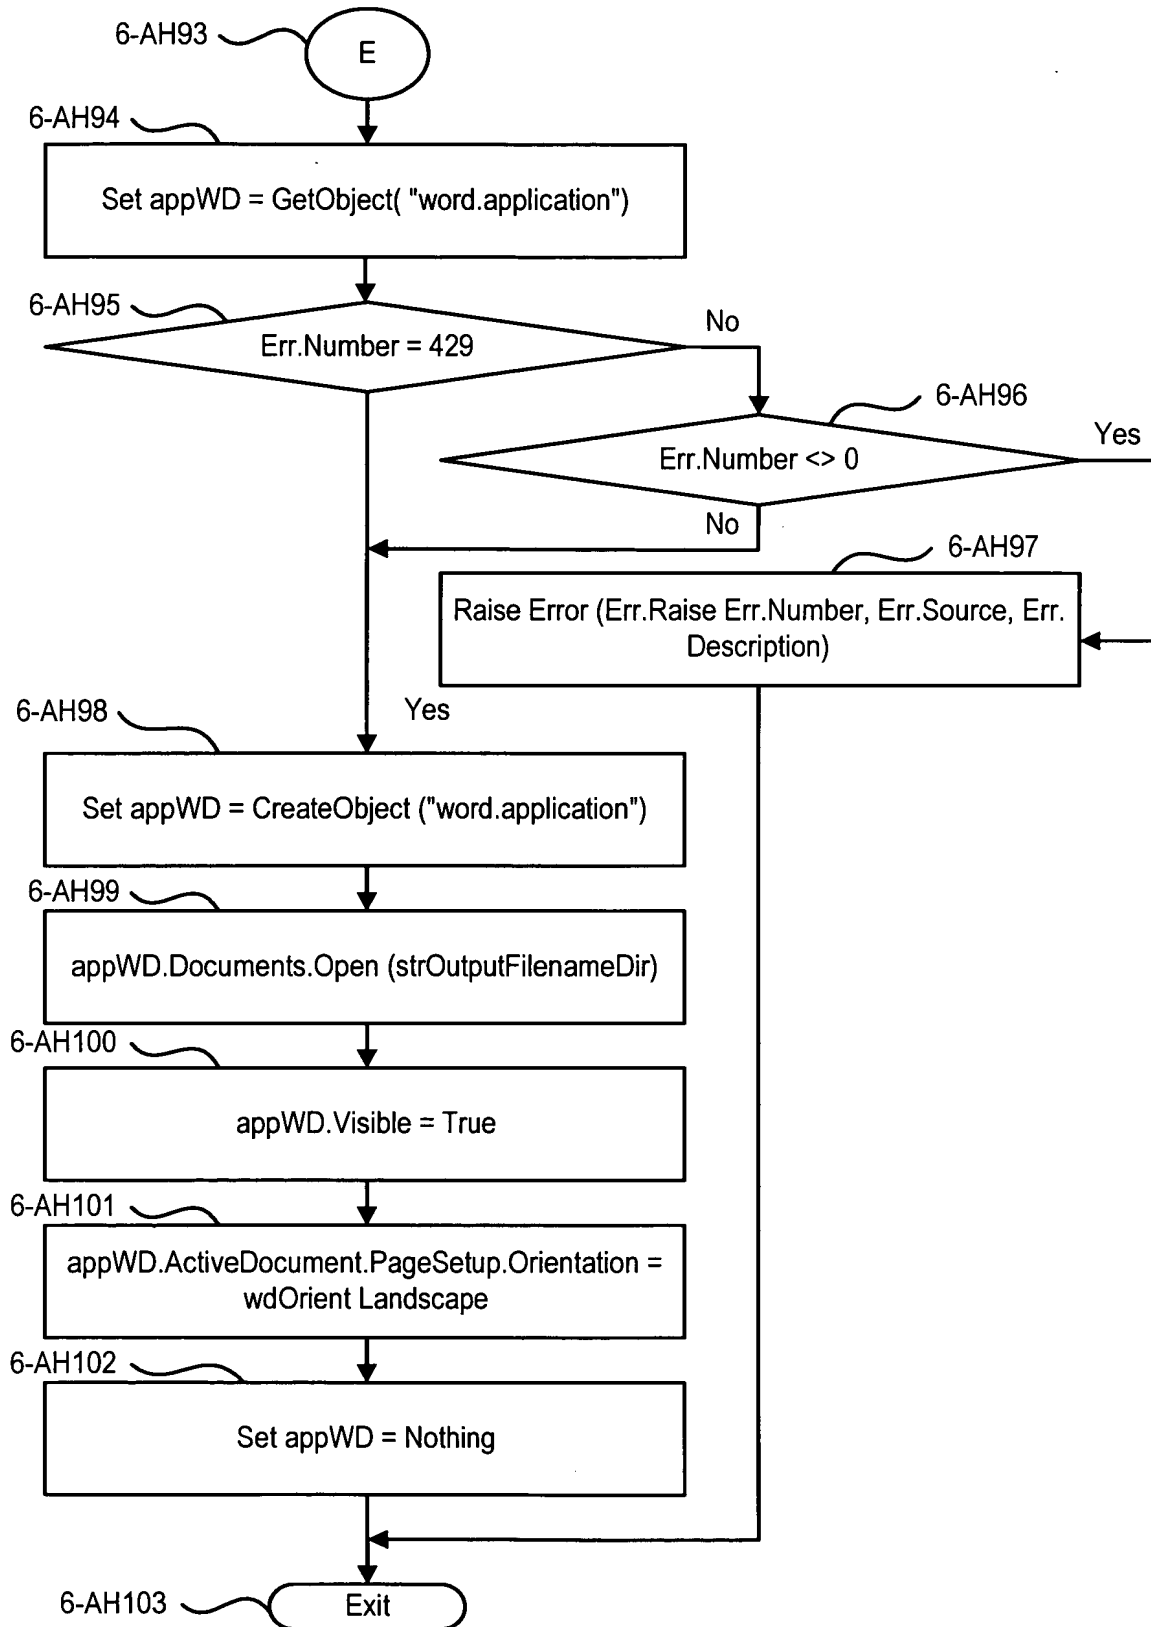 6-AH93
E
6-AH94
Set appWD = GetObject( "word.application")
6-AH95
Err.Number = 429
No
6-AH96
Err.Number <> 0
Yes
No
6-AH97
Raise Error (Err.Raise Err.Number, Err.Source, Err.
Description)
Yes
6-AH98
Set appWD = CreateObject ("word.application")
6-AH99
appWD.Documents.Open (strOutputFilenameDir)
6-AH100
appWD.Visible = True
6-AH101
appWD.ActiveDocument.PageSetup.Orientation =
wdOrient Landscape
6-AH102
Set appWD = Nothing
6-AH103
Exit